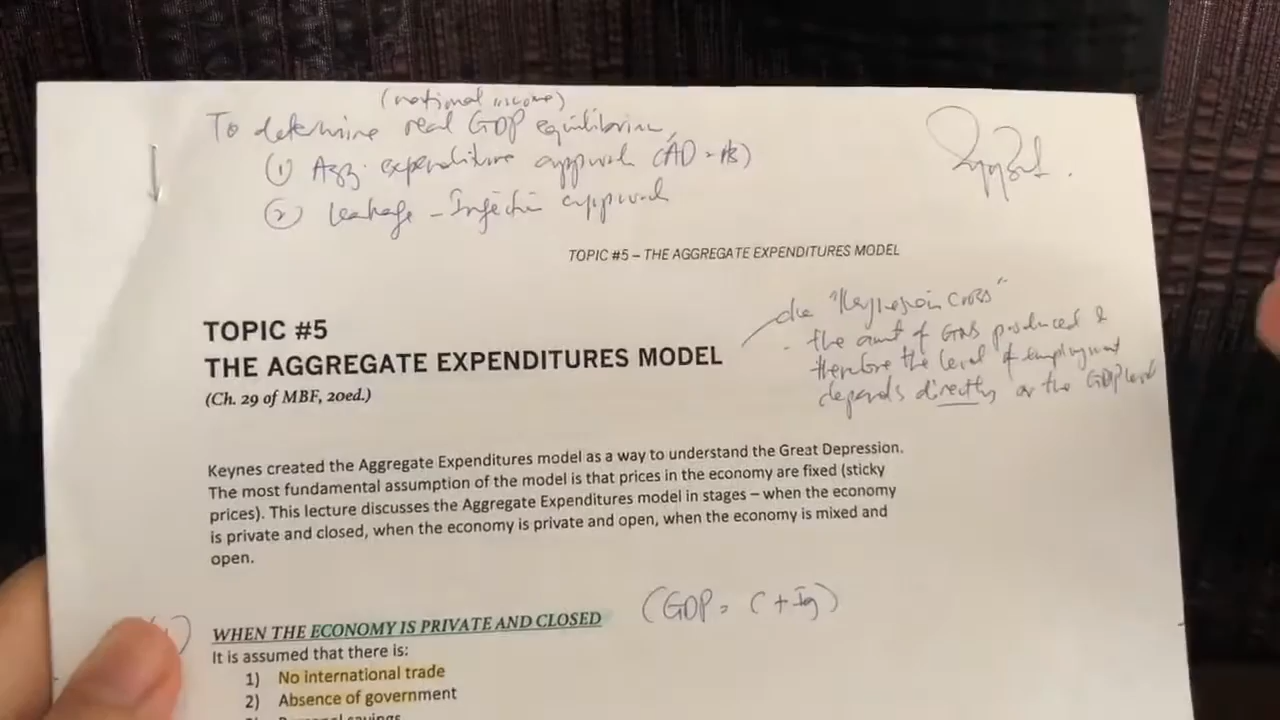 (national income)
To determine real GDP equilibrium,
(1) Agg. expenditure approach (AD = AS)
(2) Leakage - Injection approach
TOPIC #5 – THE AGGREGATE EXPENDITURES MODEL
TOPIC #5
THE AGGREGATE EXPENDITURES MODEL
(Ch. 29 of MBF, 20ed.)
"Keynesian Cross"
- the amt of G&S produced &
therefore the level of employment
depends directly on the GDP level
Keynes created the Aggregate Expenditures model as a way to understand the Great Depression.
The most fundamental assumption of the model is that prices in the economy are fixed (sticky
prices). This lecture discusses the Aggregate Expenditures model in stages – when the economy
is private and closed, when the economy is private and open, when the economy is mixed and
open.
WHEN THE ECONOMY IS PRIVATE AND CLOSED (GDP = C + Ig)
It is assumed that there is:
1) No international trade
2) Absence of government
Personal savings